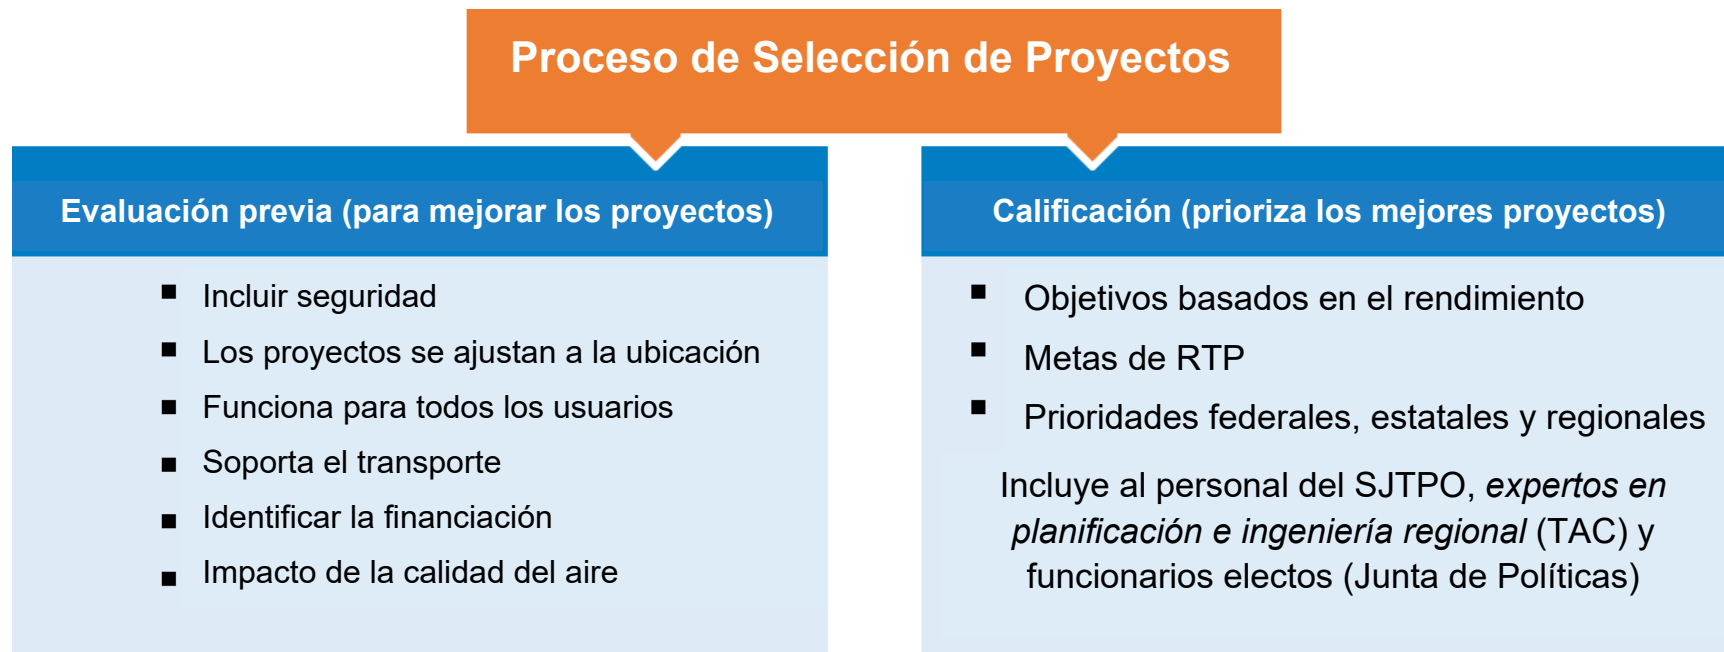 Proceso de Selección de Proyectos
Evaluación previa (para mejorar los proyectos)
▪ Incluir seguridad
▪ Los proyectos se ajustan a la ubicación
▪ Funciona para todos los usuarios
▪ Soporta el transporte
▪ Identificar la financiación
▪ Impacto de la calidad del aire
Calificación (prioriza los mejores proyectos)
▪ Objetivos basados en el rendimiento
▪ Metas de RTP
▪ Prioridades federales, estatales y regionales
Incluye al personal del SJTPO, expertos en
planificación e ingeniería regional (TAC) y
funcionarios electos (Junta de Políticas)